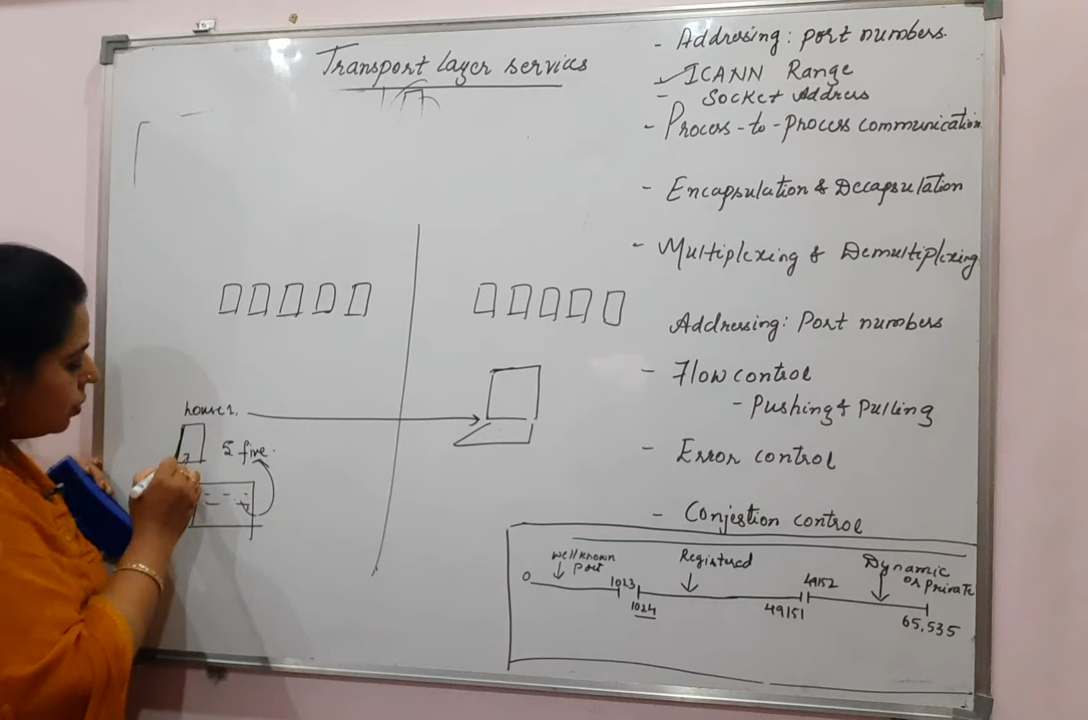 Transport layer services
- Addressing: port numbers.
- ICANN Range
- Socket Address
- Process-to-Process communication
- Encapsulation & Decapsulation
- Multiplexing & Demultiplexing
Addressing: Port numbers
- Flow control
- Pushing & Pulling
- Error control
- Conjestion control
house
5 five.
0
wellknown port
1023
1024
Registered
49151
49152
Dynamic or Private
65,535